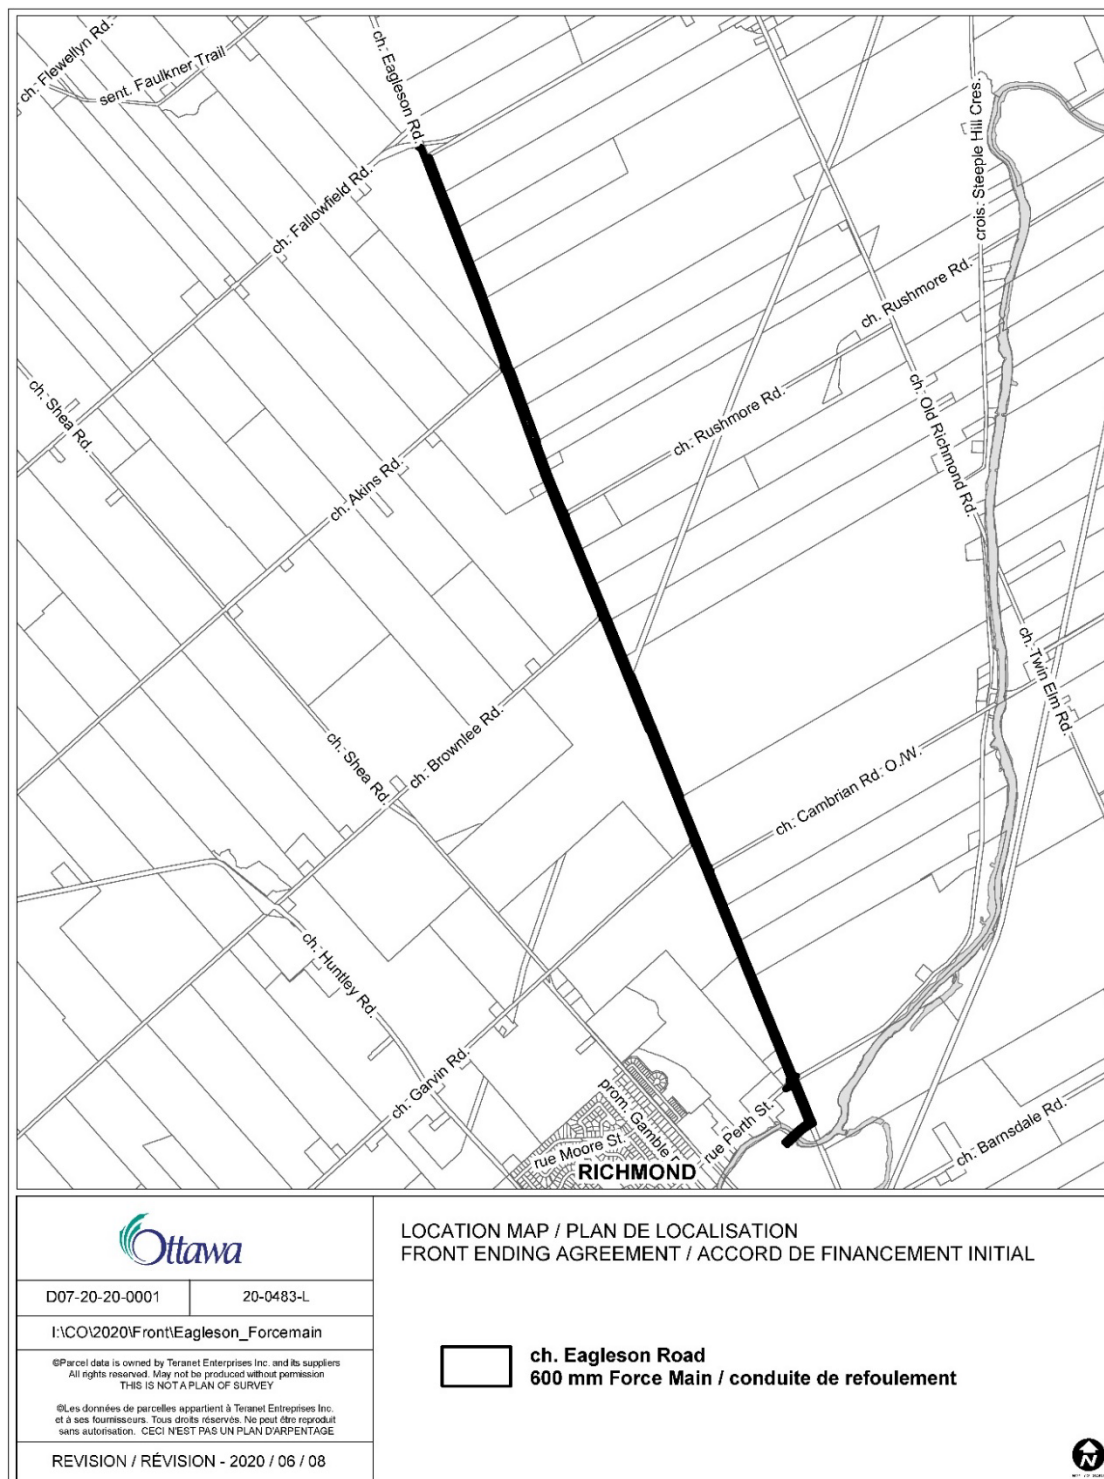 ch. Flewellyn Rd.
sent. Faulkner Trail
ch. Eagleson Rd.
ch. Fallowfield Rd.
crois. Steeple Hill Cres.
ch. Rushmore Rd.
ch. Shea Rd.
ch. Old Richmond Rd.
ch. Rushmore Rd.
ch. Akins Rd.
ch. Twin Elm Rd.
ch. Shea Rd.
ch. Brownlee Rd.
ch. Cambrian Rd. O./W.
ch. Huntley Rd.
ch. Garvin Rd.
prom. Gamble
rue Perth St.
rue Moore St.
RICHMOND
ch. Barnsdale Rd.
Ottawa
D07-20-20-0001
20-0483-L
I:\CO\2020\Front\Eagleson_Forcemain
©Parcel data is owned by Teranet Enterprises Inc. and its suppliers
All rights reserved. May not be produced without permission
THIS IS NOT A PLAN OF SURVEY
©Les données de parcelles appartient à Teranet Entreprises Inc.
et à ses fournisseurs. Tous droits réservés. Ne peut être reproduit
sans autorisation. CECI N'EST PAS UN PLAN D'ARPENTAGE
REVISION / RÉVISION - 2020 / 06 / 08
LOCATION MAP / PLAN DE LOCALISATION
FRONT ENDING AGREEMENT / ACCORD DE FINANCEMENT INITIAL
ch. Eagleson Road
600 mm Force Main / conduite de refoulement
N